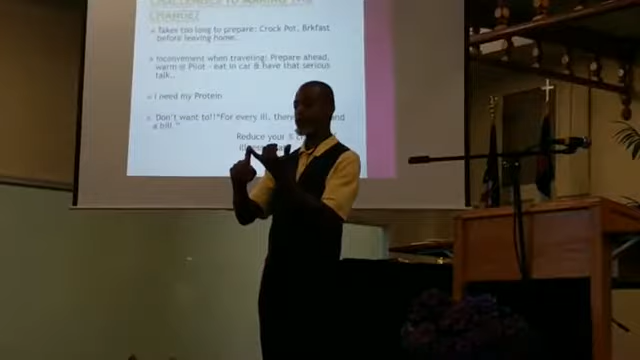 CHALLENGES TO MAKING THE
CHANGE?
Takes too long to prepare: Crock Pot, Brkfast
before leaving home..
Inconvenient when traveling: Prepare ahead,
warm @ Pilot - eat in car & have that serious
talk..
I need my Protein
Don't want to!! "For every ill, there and
a bill."
Reduce your